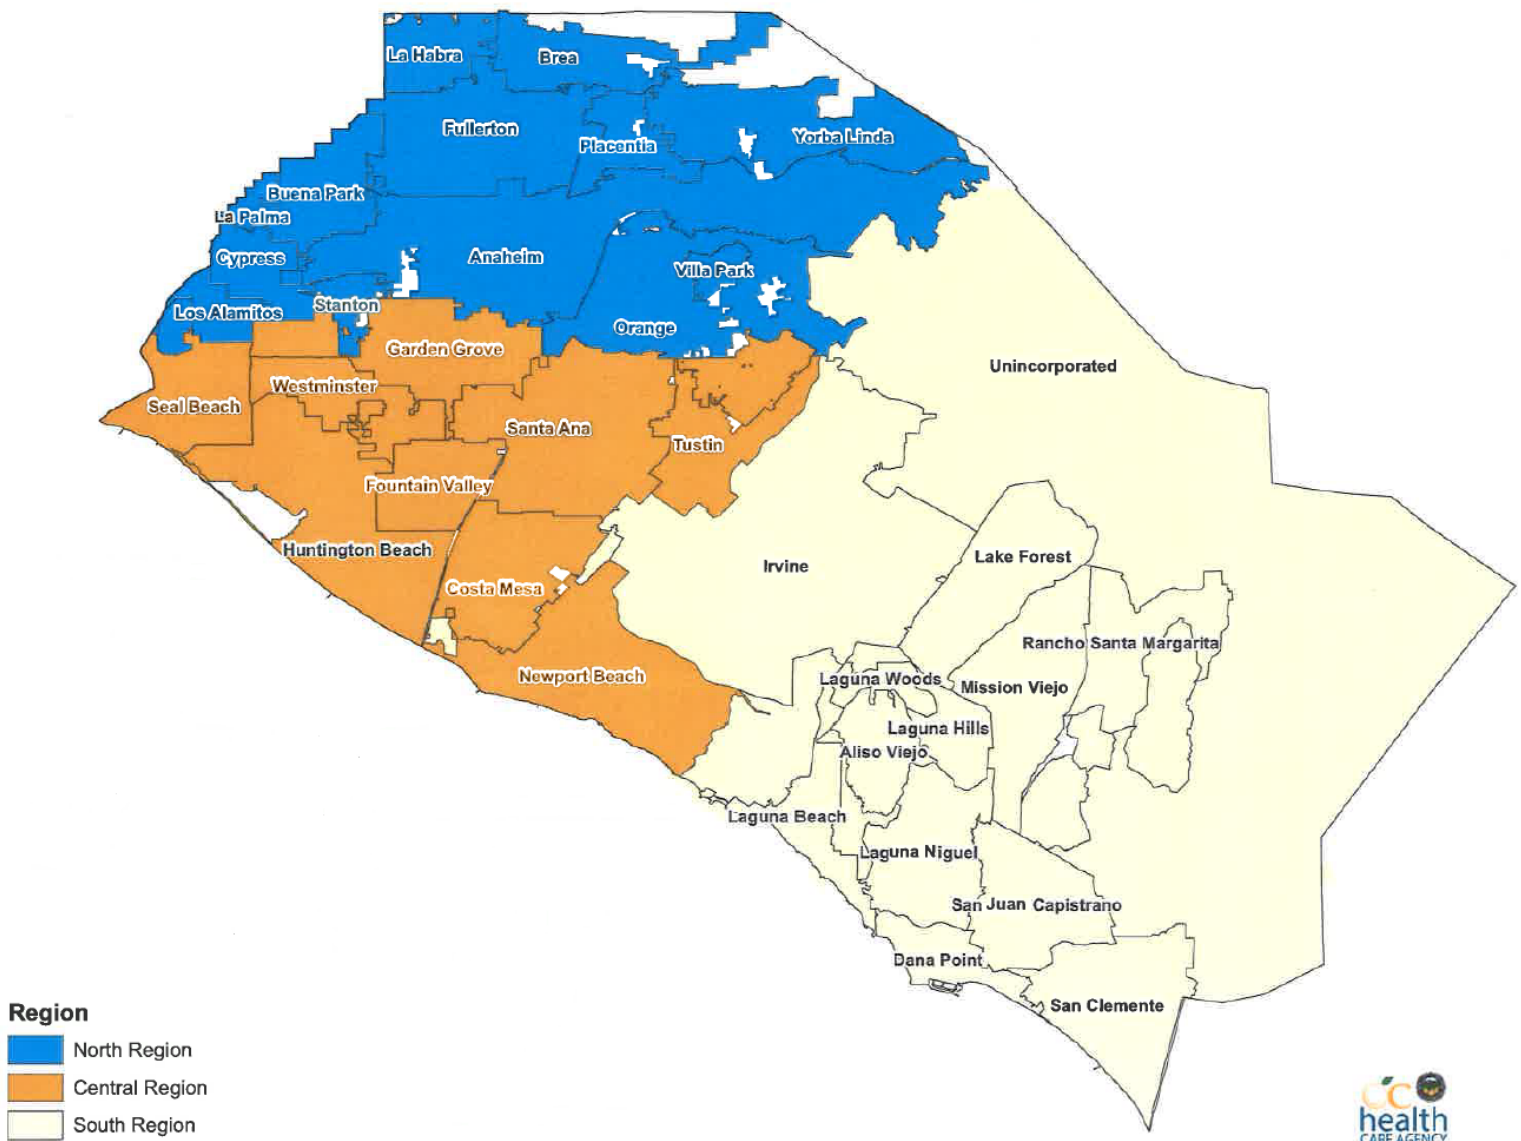 La Habra
Brea
Fullerton
Placentia
Yorba Linda
Buena Park
La Palma
Cypress
Anaheim
Villa Park
Los Alamitos
Stanton
Orange
Garden Grove
Unincorporated
Westminster
Seal Beach
Santa Ana
Tustin
Fountain Valley
Huntington Beach
Irvine
Lake Forest
Costa Mesa
Rancho Santa Margarita
Newport Beach
Laguna Woods
Mission Viejo
Laguna Hills
Aliso Viejo
Laguna Beach
Laguna Niguel
San Juan Capistrano
Dana Point
San Clemente
Region
North Region
Central Region
South Region
health
CARE AGENCY